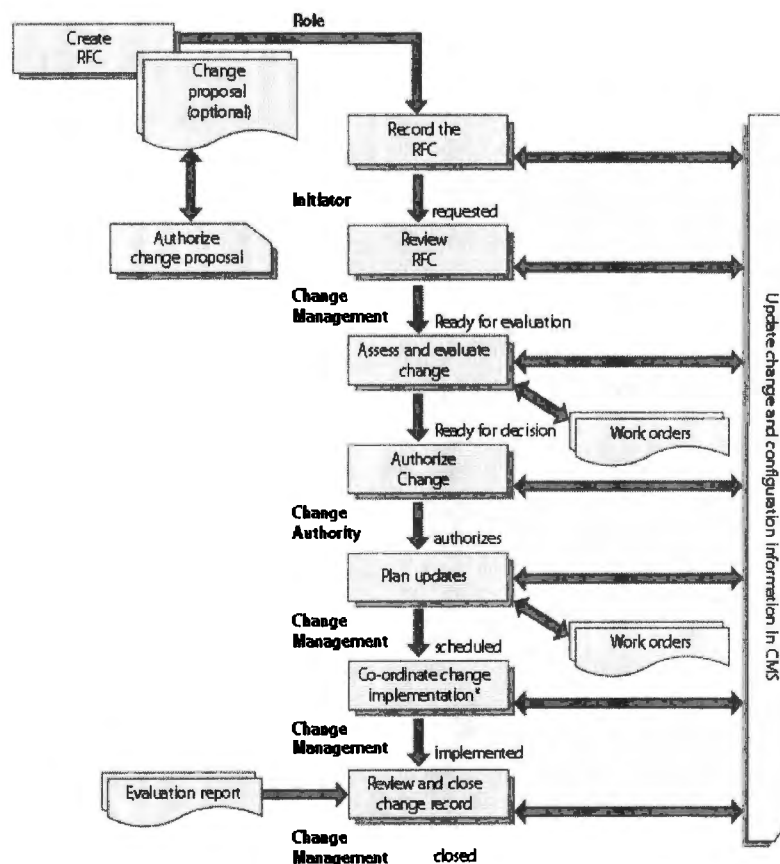 Role
Create
RFC
Change
proposal
(optional)
Record the
RFC
Initiator
requested
Authorize
change proposal
Review
RFC
Change
Management
Ready for evaluation
Assess and evaluate
change
Work orders
Ready for decision
Authorize
Change
Change
Authority
authorizes
Plan updates
Work orders
Change
Management
scheduled
Co-ordinate change
implementation*
Change
Management
implemented
Evaluation report
Review and close
change record
Change
Management
closed
Update change and configuration information in CMS